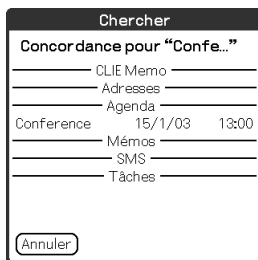 Chercher
Concordance pour “Confe...”
CLIE Memo
Adresses
Agenda
Conference 15/1/03 13:00
Mémos
SMS
Tâches
Annuler